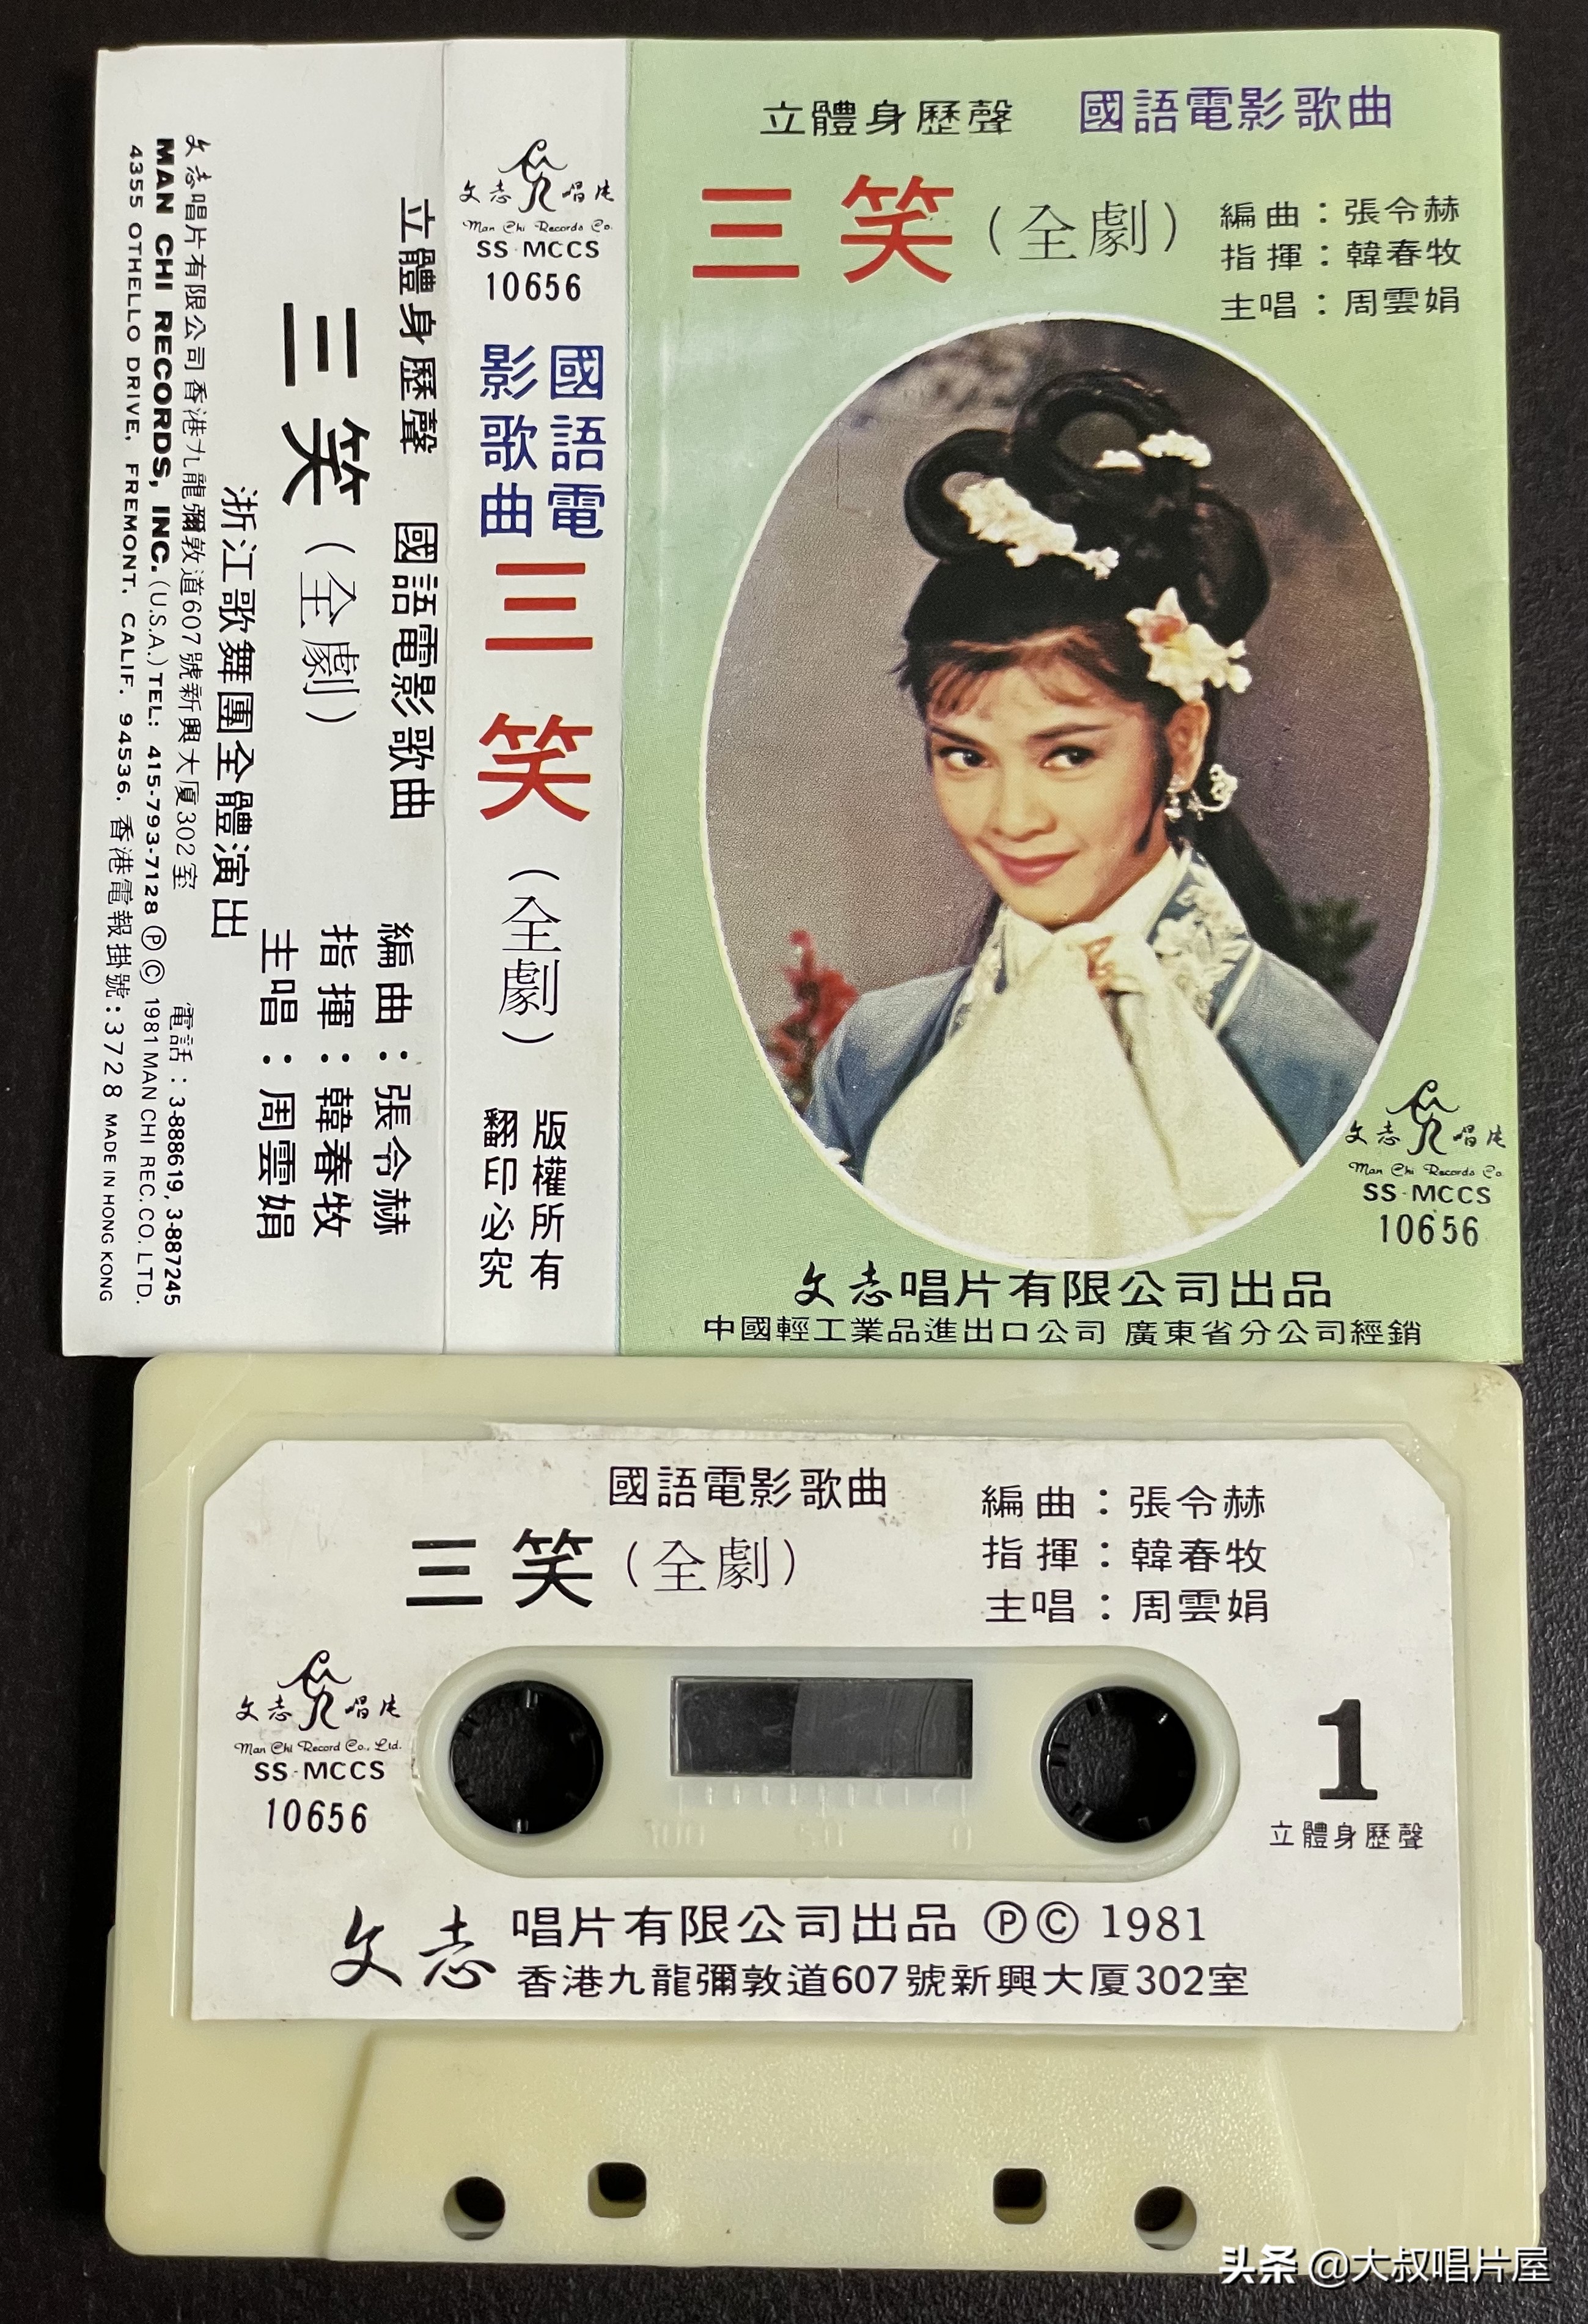 立體身歷聲 國語電影歌曲
三笑（全劇）
編曲：張令赫
指揮：韓春牧
主唱：周雲娟
文志唱片
Man Chi Records Co.
SS-MCCS
10656
文志唱片有限公司出品
中國輕工業品進出口公司 廣東省分公司經銷
文志唱片
Man Chi Records Co.
SS-MCCS
10656
國語電
影歌曲
三笑（全劇）
版權所有
翻印必究
立體身歷聲 國語電影歌曲
三笑（全劇）
編曲：張令赫
指揮：韓春牧
主唱：周雲娟
浙江歌舞團全體演出
文志唱片有限公司 香港九龍彌敦道607號新興大厦302室 電話：3-888619, 3-887245
MAN CHI RECORDS, INC. (U.S.A.) TEL: 415-793-7128 Ⓟ Ⓒ 1981 MAN CHI REC. CO. LTD.
4355 OTHELLO DRIVE, FREMONT, CALIF. 94536. 香港電報掛號：3728 MADE IN HONG KONG
國語電影歌曲
三笑（全劇）
編曲：張令赫
指揮：韓春牧
主唱：周雲娟
文志唱片
Man Chi Record Co., Ltd.
SS-MCCS
10656
100 50 0
1
立體身歷聲
文志唱片有限公司出品 ⓅⒸ 1981
香港九龍彌敦道607號新興大厦302室
头条 @大叔唱片屋